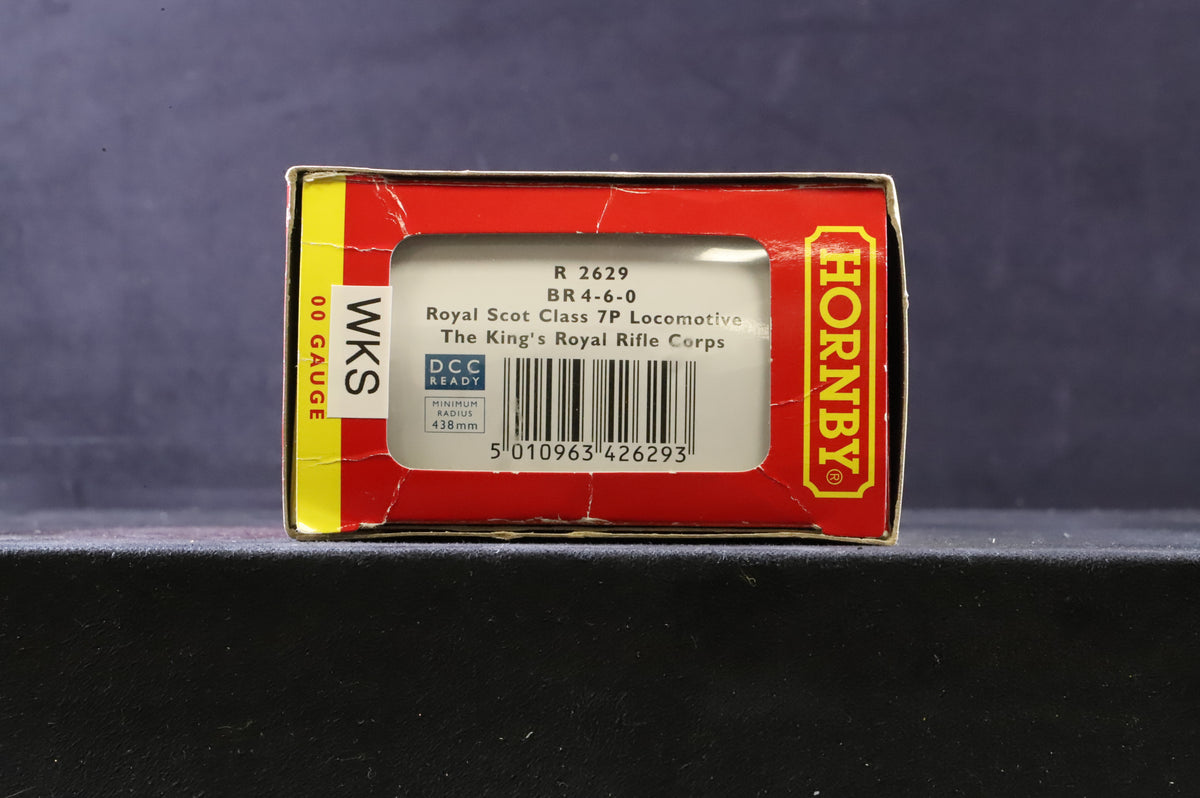 OO GAUGE
WKS
R 2629
BR 4-6-0
Royal Scot Class 7P Locomotive
The King's Royal Rifle Corps
DCC
READY
MINIMUM
RADIUS
438mm
5 010963 426293
HORNBY®